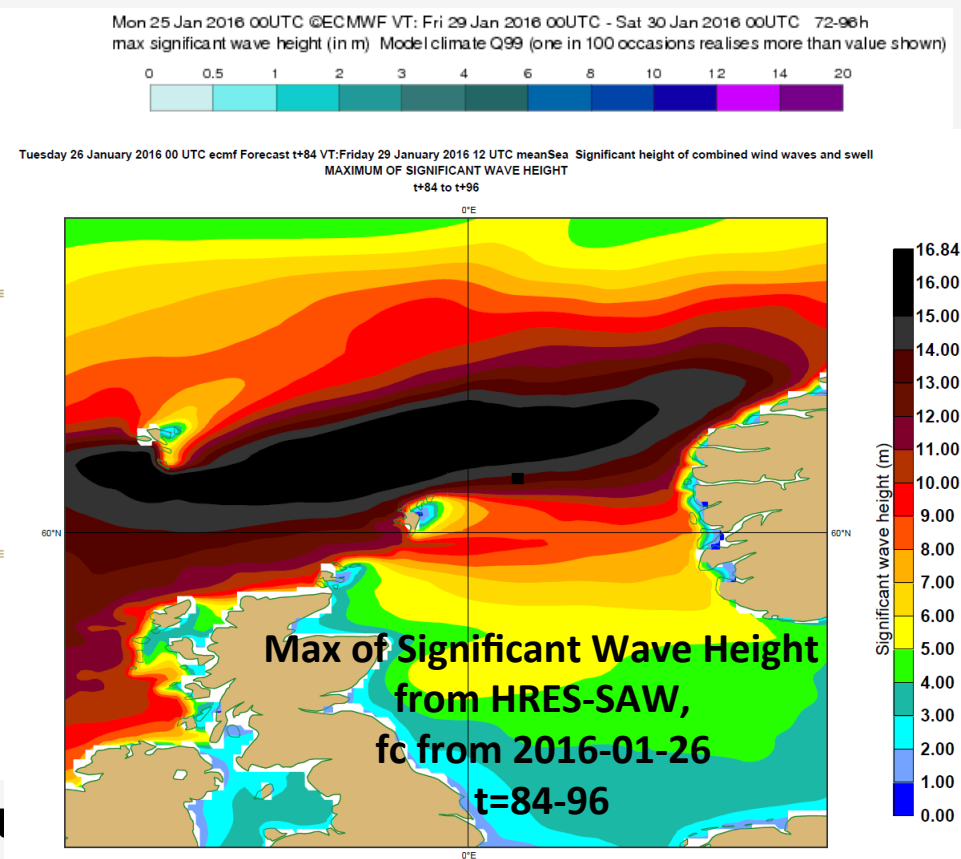 Mon 25 Jan 2016 00UTC ©ECMWF VT: Fri 29 Jan 2016 00UTC - Sat 30 Jan 2016 00UTC 72-96h
max significant wave height (in m) Model climate Q99 (one in 100 occasions realises more than value shown)
0 0.5 1 2 3 4 6 8 10 12 14 20
Tuesday 26 January 2016 00 UTC ecmf Forecast t+84 VT:Friday 29 January 2016 12 UTC meanSea Significant height of combined wind waves and swell
MAXIMUM OF SIGNIFICANT WAVE HEIGHT
t+84 to t+96
0°E
60°N
60°N
Max of Significant Wave Height
from HRES-SAW,
fc from 2016-01-26
t=84-96
0°E
Significant wave height (m)
16.84
16.00
15.00
14.00
13.00
12.00
11.00
10.00
9.00
8.00
7.00
6.00
5.00
4.00
3.00
2.00
1.00
0.00